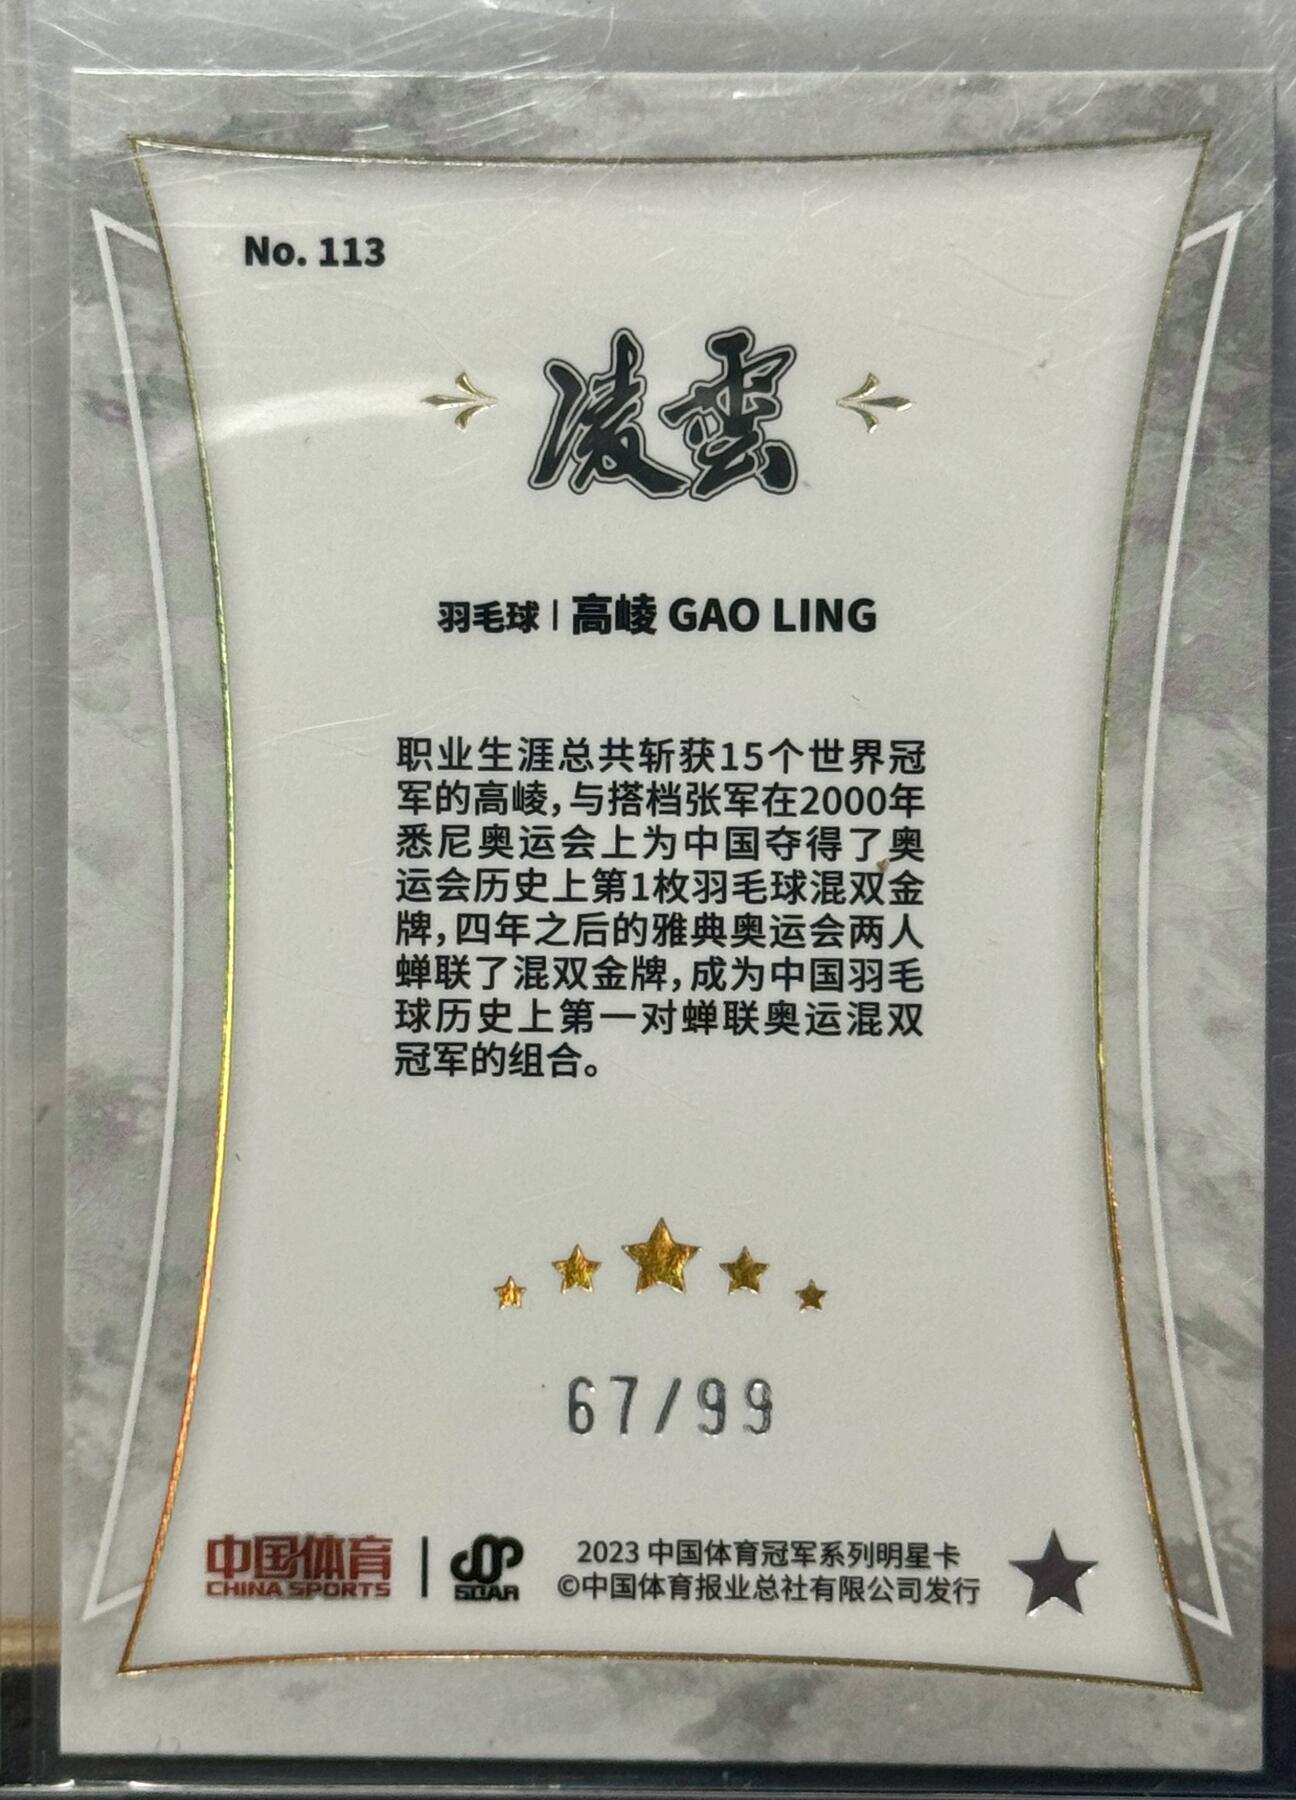 No. 113
凌雲
羽毛球 | 高崚 GAO LING
职业生涯总共斩获15个世界冠
军的高崚,与搭档张军在2000年
悉尼奥运会上为中国夺得了奥
运会历史上第1枚羽毛球混双金
牌,四年之后的雅典奥运会两人
蝉联了混双金牌,成为中国羽毛
球历史上第一对蝉联奥运混双
冠军的组合。
67/99
中国体育
CHINA SPORTS
SOAR
2023 中国体育冠军系列明星卡
©中国体育报业总社有限公司发行